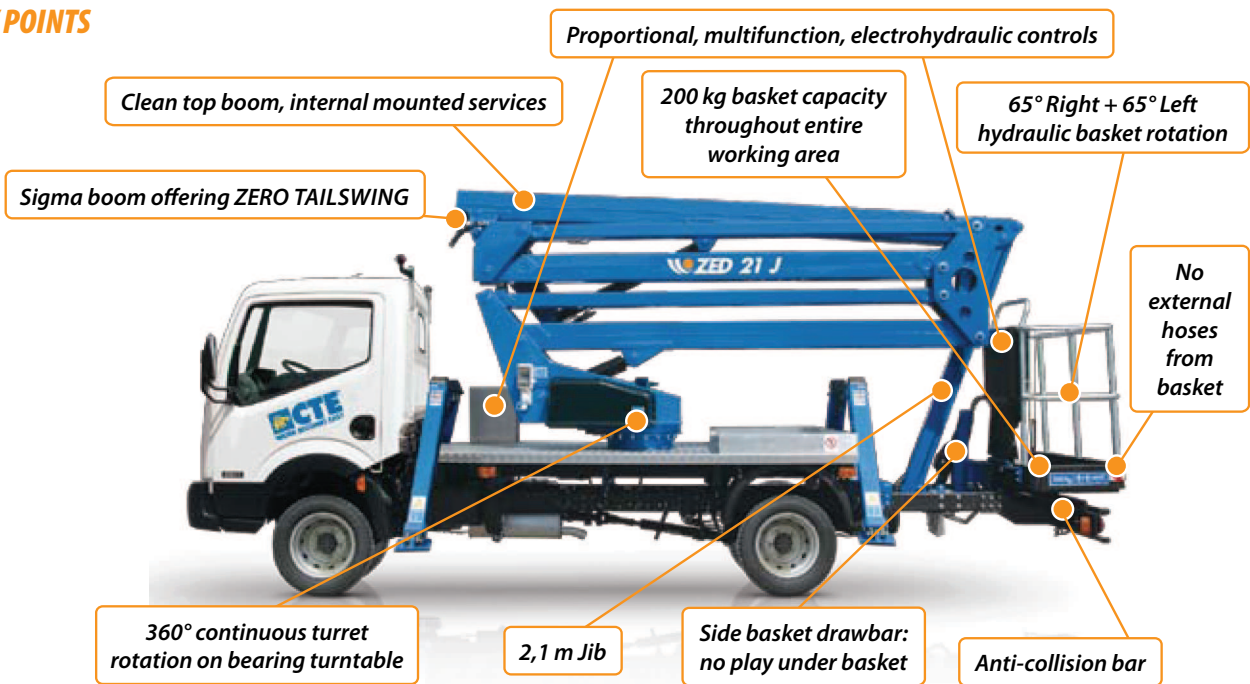 POINTS
Proportional, multifunction, electrohydraulic controls
Clean top boom, internal mounted services
200 kg basket capacity
throughout entire
working area
65° Right + 65° Left
hydraulic basket rotation
Sigma boom offering ZERO TAILSWING
ZED 21 J
No
external
hoses
from
basket
CTE
360° continuous turret
rotation on bearing turntable
2,1 m Jib
Side basket drawbar:
no play under basket
Anti-collision bar